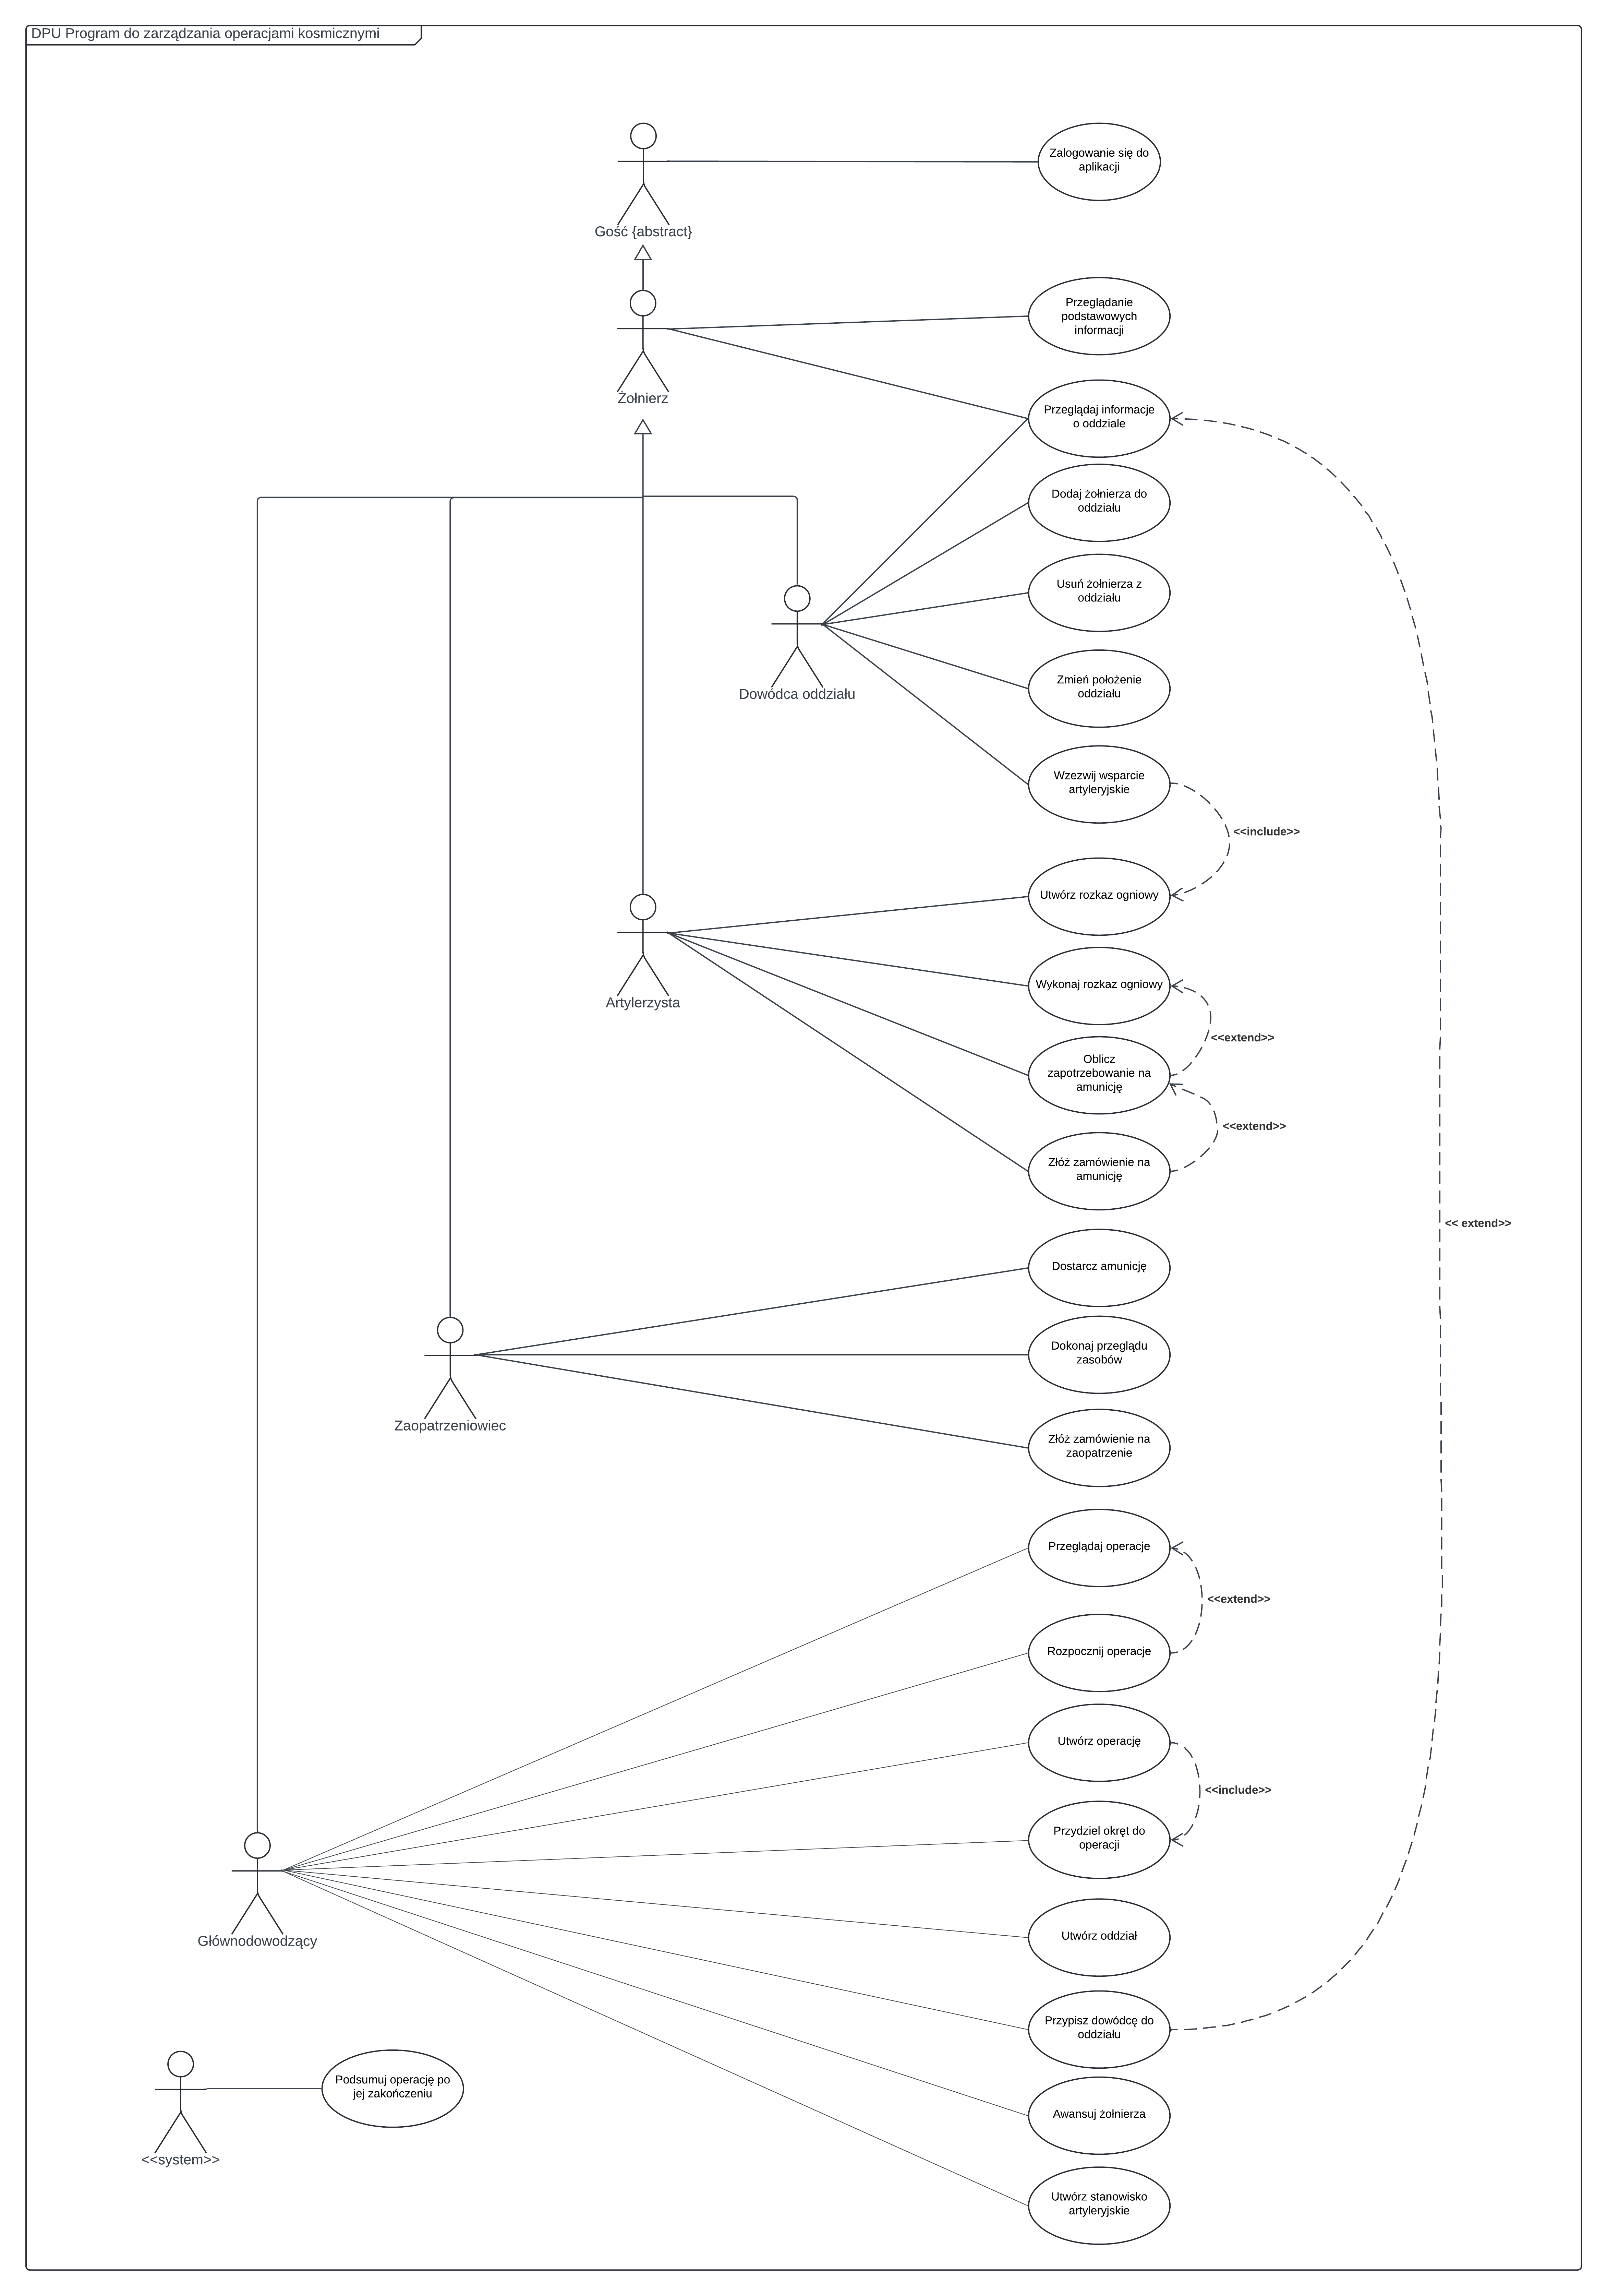 DPU Program do zarządzania operacjami kosmicznymi
Zalogowanie się do
aplikacji
Gość {abstract}
Przeglądanie
podstawowych
informacji
Żołnierz
Przeglądaj informacje
o oddziale
Dodaj żołnierza do
oddziału
Usuń żołnierza z
oddziału
Zmień położenie
oddziału
Dowódca oddziału
Wzezwij wsparcie
artyleryjskie
<<include>>
Utwórz rozkaz ogniowy
Wykonaj rozkaz ogniowy
Artylerzysta
<<extend>>
Oblicz
zapotrzebowanie na
amunicję
<<extend>>
Złóż zamówienie na
amunicję
<< extend>>
Dostarcz amunicję
Dokonaj przeglądu
zasobów
Zaopatrzeniowiec
Złóż zamówienie na
zaopatrzenie
Przeglądaj operacje
<<extend>>
Rozpocznij operacje
Utwórz operację
<<include>>
Przydziel okręt do
operacji
Utwórz oddział
Głównodowodzący
Przypisz dowódcę do
oddziału
Podsumuj operację po
jej zakończeniu
Awansuj żołnierza
<<system>>
Utwórz stanowisko
artyleryjskie